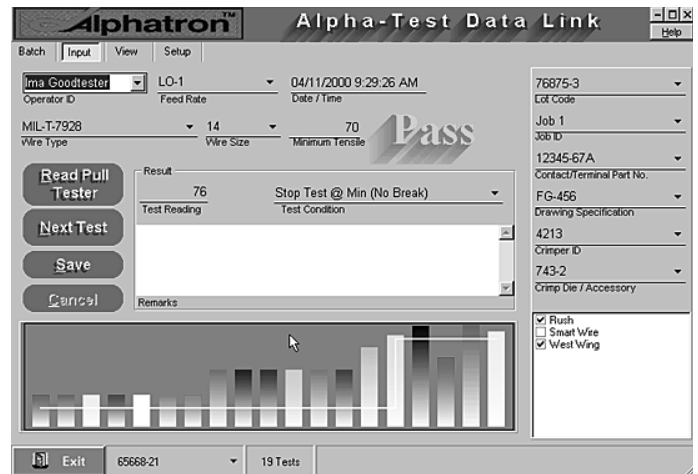 Alphatron™
Alpha-Test Data Link
Help
Batch Input View Setup
Ima Goodtester LO-1 04/11/2000 9:29:26 AM
Operator ID Feed Rate Date / Time
MIL-T-7928 14 70 Pass
Wire Type Wire Size Minimum Tensile
76875-3
Lot Code
Job 1
Job ID
12345-67A
Contact/Terminal Part No.
FG-456
Drawing Specification
4213
Crimper ID
743-2
Crimp Die / Accessory
Read Pull
Tester
Next Test
Save
Cancel
Result
76 Stop Test @ Min (No Break)
Test Reading Test Condition
Remarks
Rush
Smart Wire
West Wing
Exit 65668-21 19 Tests